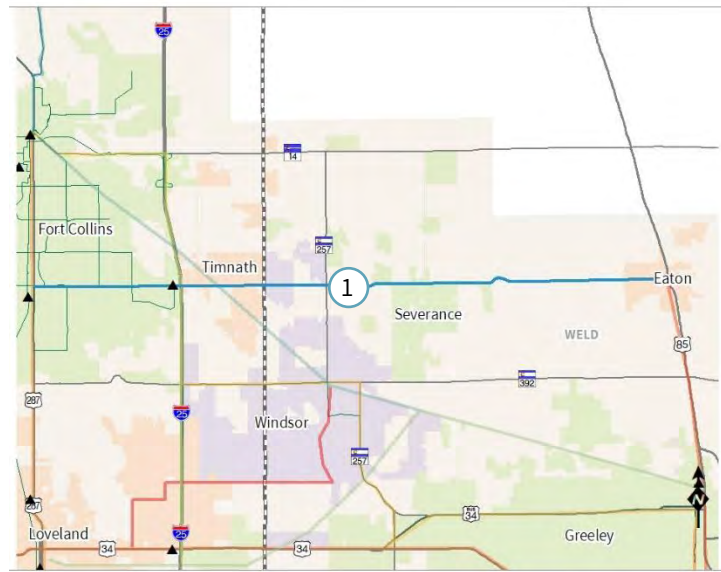 25
14
Fort Collins
257
Timnath
1
Eaton
Severance
WELD
85
392
287
25
Windsor
257
287
34
Loveland
25
34
34
Greeley
N